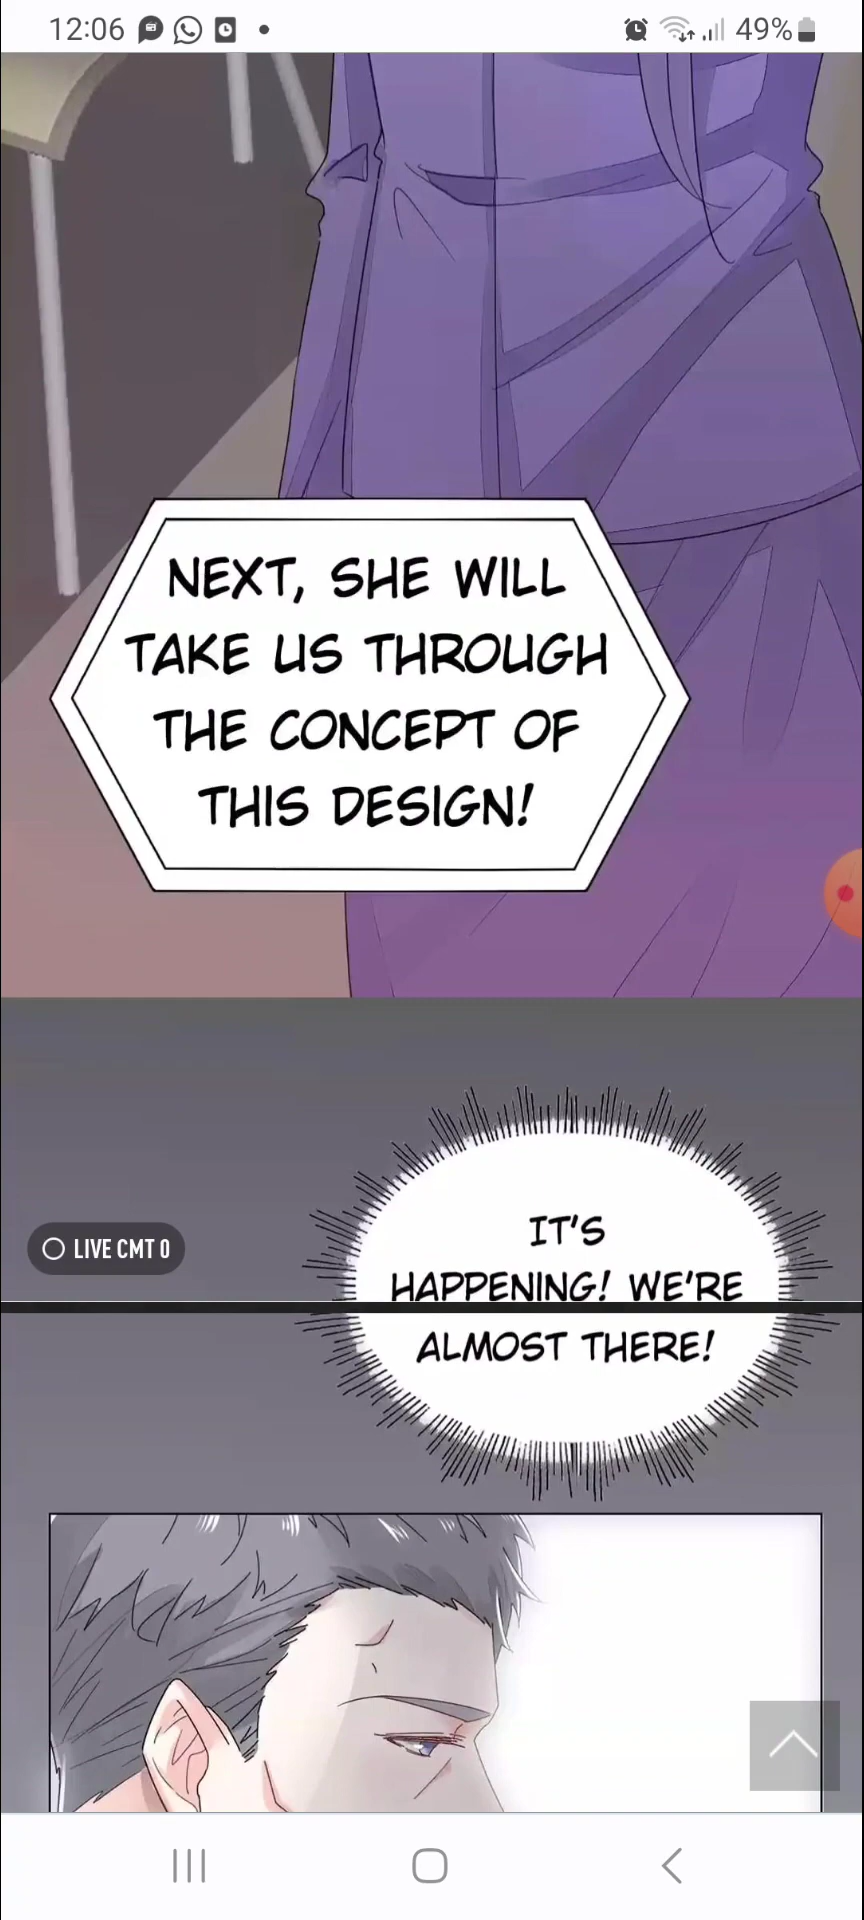 12:06
49%
NEXT, SHE WILL
TAKE US THROUGH
THE CONCEPT OF
THIS DESIGN!
IT'S
HAPPENING! WE'RE
ALMOST THERE!
LIVE CMT 0